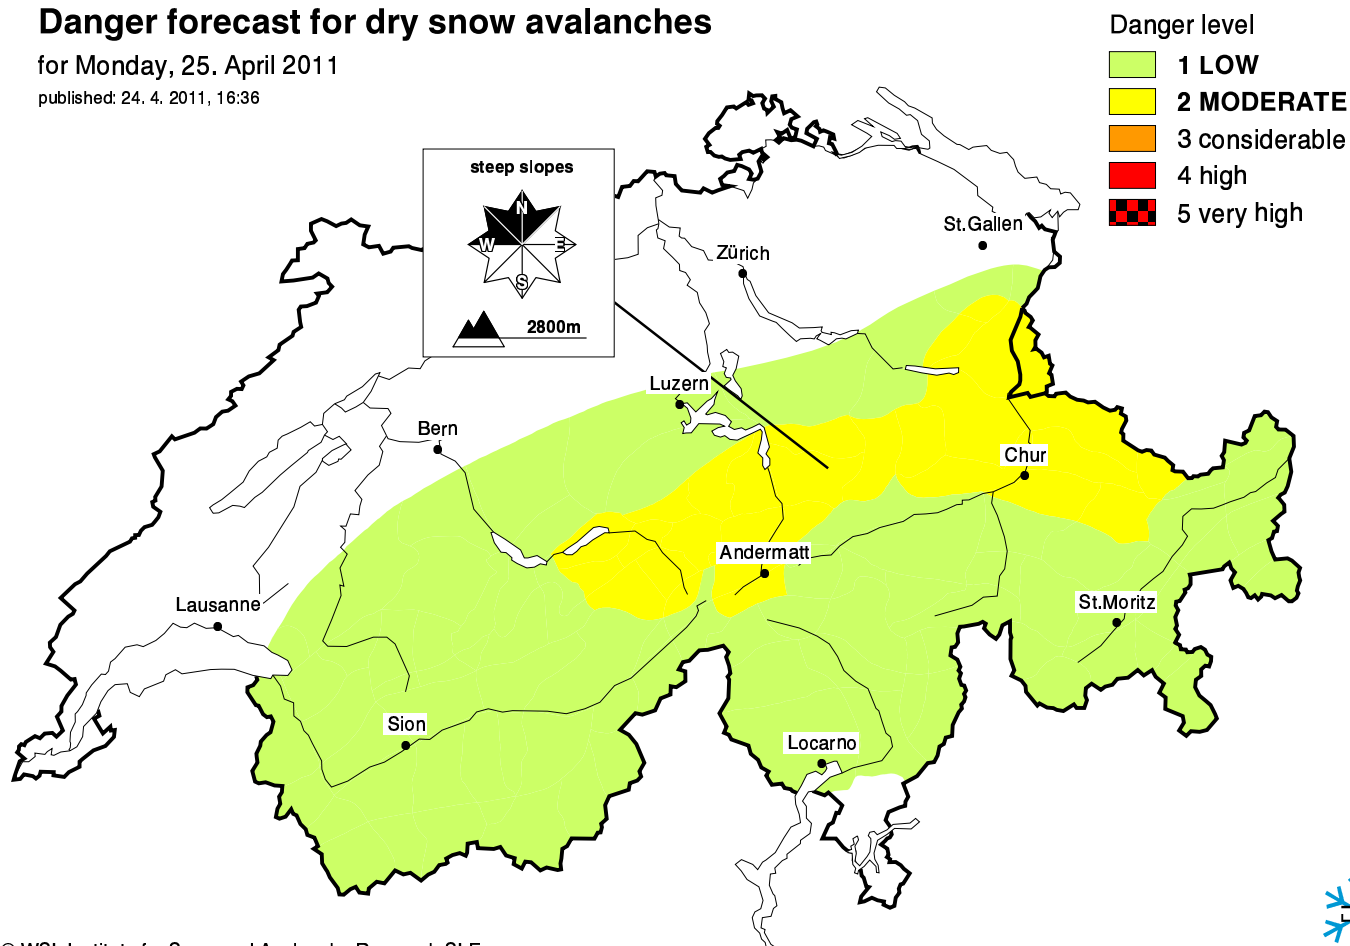 Danger forecast for dry snow avalanches
for Monday, 25. April 2011
published: 24. 4. 2011, 16:36
Danger level
1 LOW
2 MODERATE
3 considerable
4 high
5 very high
steep slopes
N
W E
S
2800m
St.Gallen
Zürich
Luzern
Bern
Chur
Andermatt
Lausanne
St.Moritz
Sion
Locarno